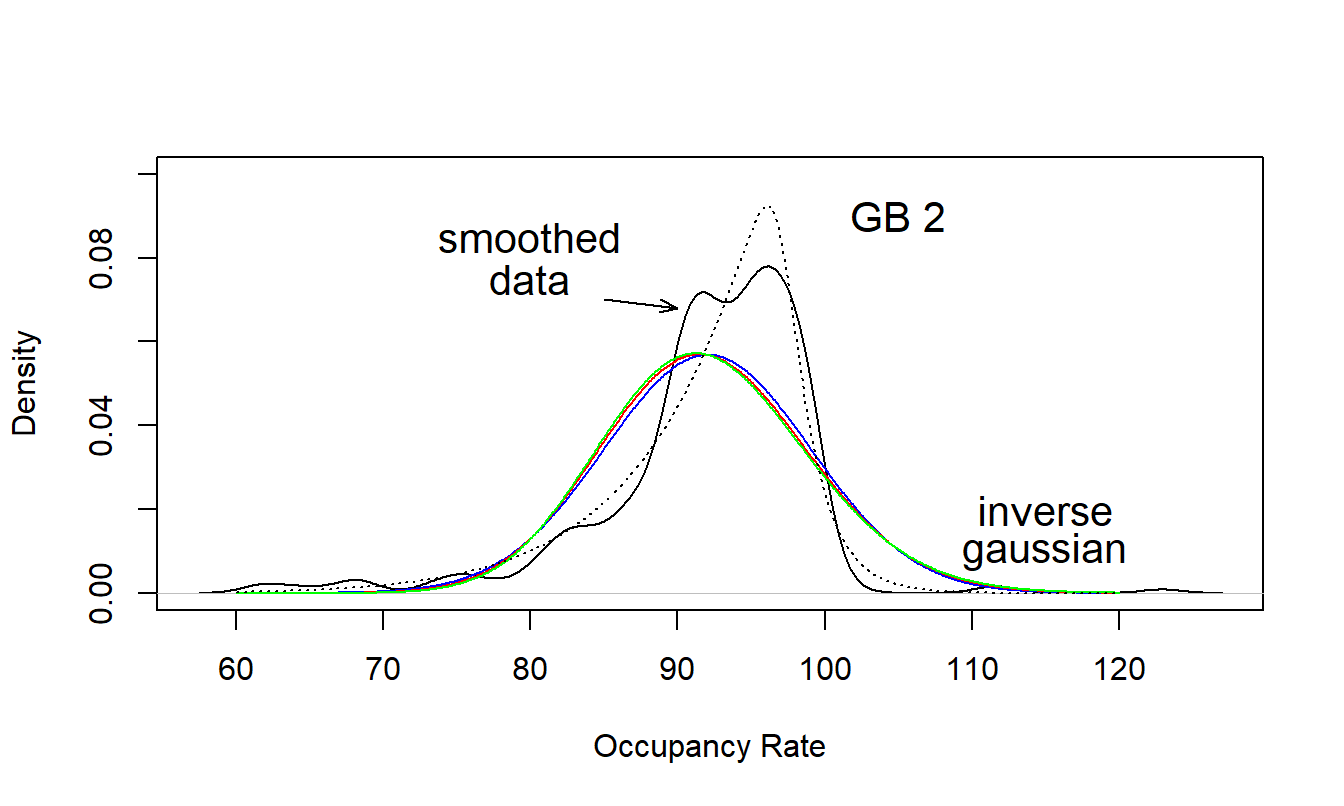 GB 2
smoothed
data
inverse
gaussian
Density
0.00
0.04
0.08
60
70
80
90
100
110
120
Occupancy Rate